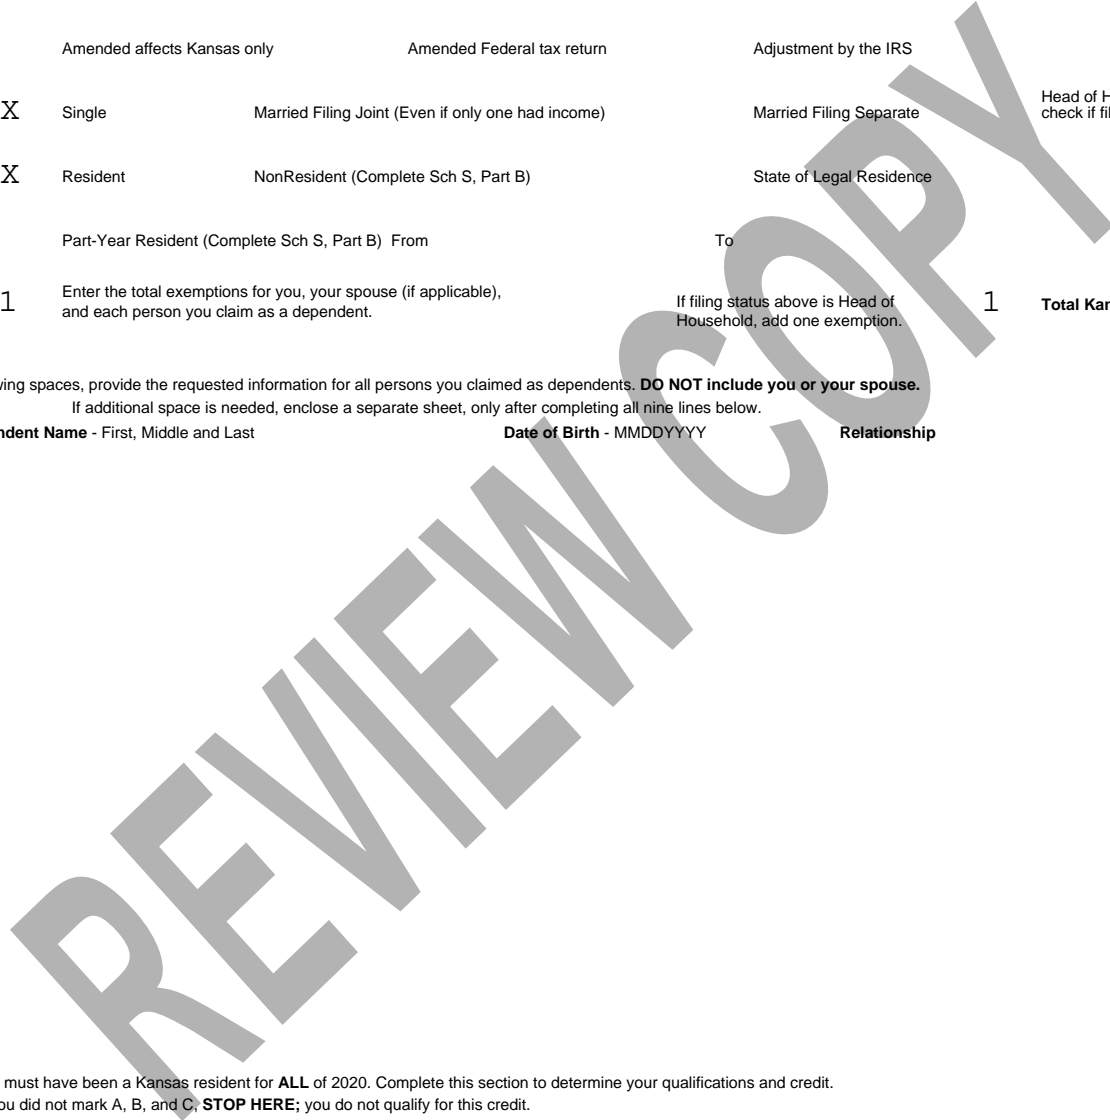 Amended affects Kansas only Amended Federal tax return Adjustment by the IRS
X Single Married Filing Joint (Even if only one had income) Married Filing Separate Head of
check if
X Resident NonResident (Complete Sch S, Part B) State of Legal Residence
Part-Year Resident (Complete Sch S, Part B) From To
1 Enter the total exemptions for you, your spouse (if applicable),
and each person you claim as a dependent.
If filing status above is Head of
Household, add one exemption.
1 Total
wing spaces, provide the requested information for all persons you claimed as dependents. DO NOT include you or your spouse.
If additional space is needed, enclose a separate sheet, only after completing all nine lines below.
ndent Name - First, Middle and Last Date of Birth - MMDDYYYY Relationship
REVIEW COPY
must have been a Kansas resident for ALL of 2020. Complete this section to determine your qualifications and credit.
ou did not mark A, B, and C, STOP HERE; you do not qualify for this credit.